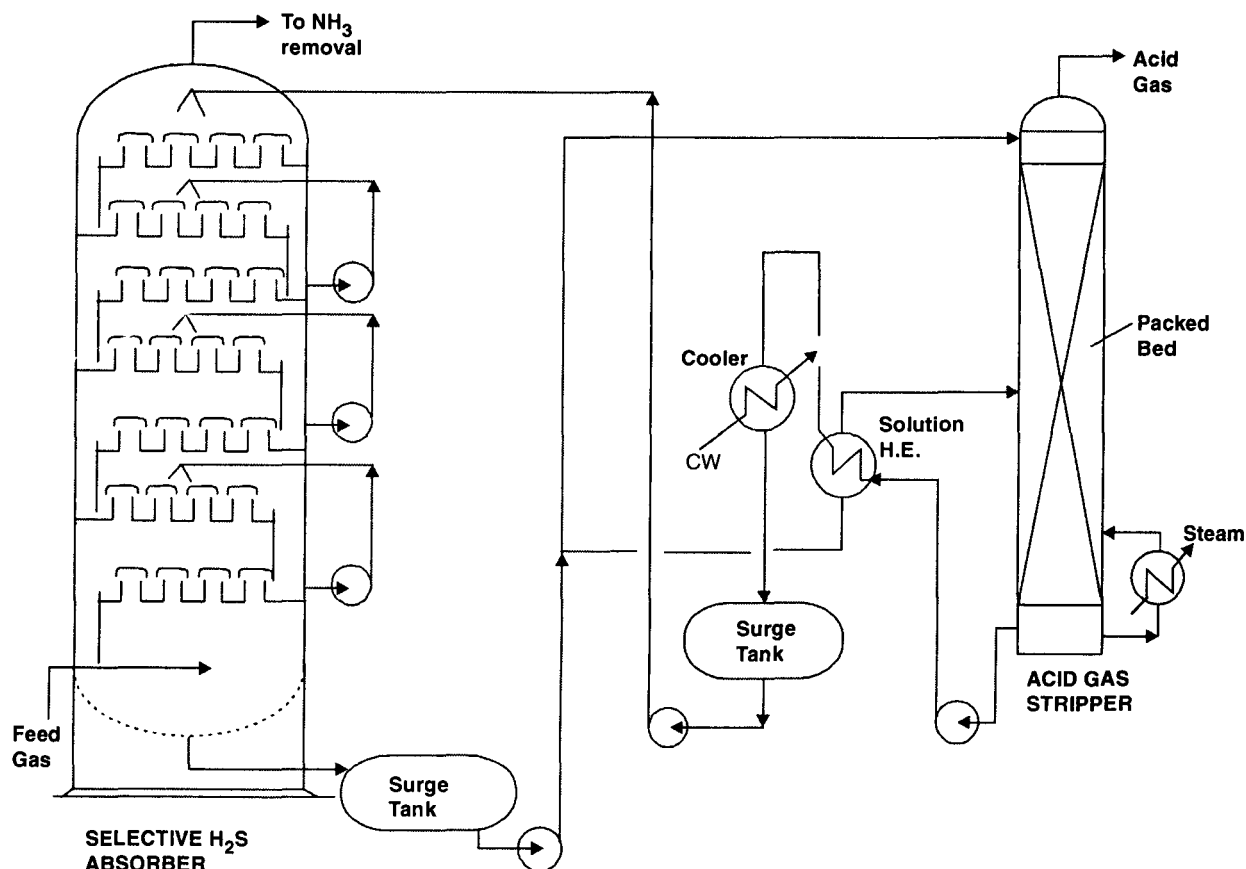 To NH3
removal
Acid
Gas
Packed
Bed
Cooler
Solution
H.E.
CW
Steam
Surge
Tank
ACID GAS
STRIPPER
Feed
Gas
Surge
Tank
SELECTIVE H2S
ABSORBER